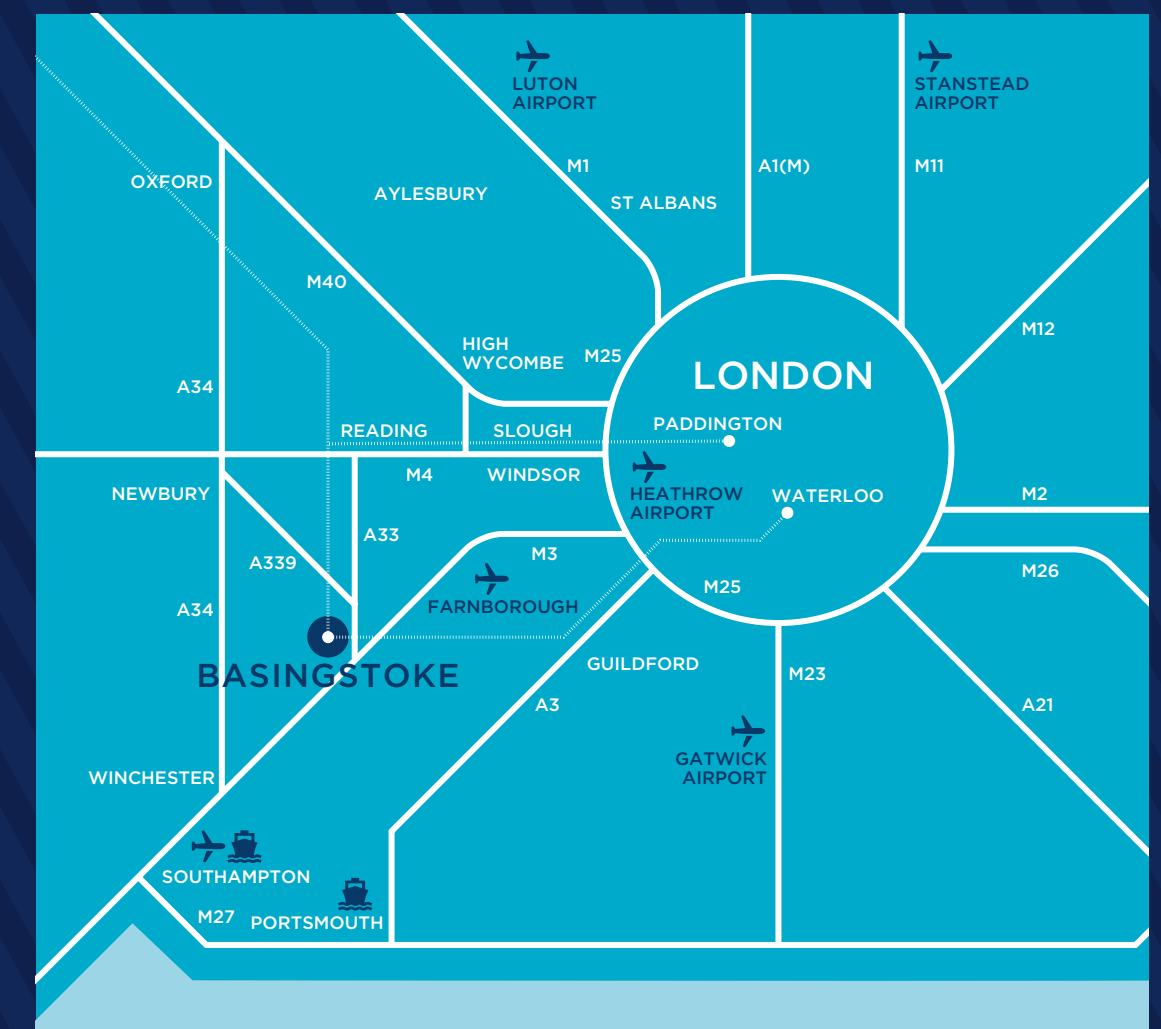 LUTON
AIRPORT
STANSTEAD
AIRPORT
M1
A1(M)
M11
OXFORD
AYLESBURY
ST ALBANS
M40
M12
HIGH
WYCOMBE
M25
LONDON
A34
READING
SLOUGH
PADDINGTON
M4
WINDSOR
NEWBURY
HEATHROW
AIRPORT
WATERLOO
M2
A33
M3
A339
M26
FARNBOROUGH
M25
A34
BASINGSTOKE
GUILDFORD
M23
A3
A21
GATWICK
AIRPORT
WINCHESTER
SOUTHAMPTON
M27
PORTSMOUTH